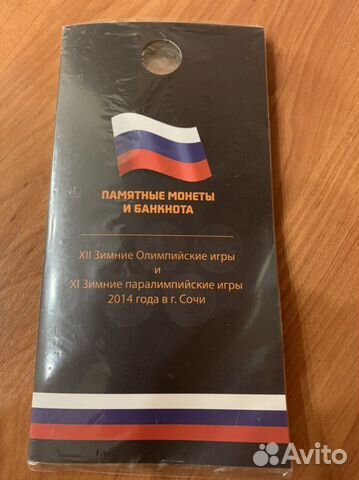 ПАМЯТНЫЕ МОНЕТЫ
И БАНКНОТА
XII Зимние Олимпийские игры
и
XI Зимние паралимпийские игры
2014 года в г. Сочи
Avito